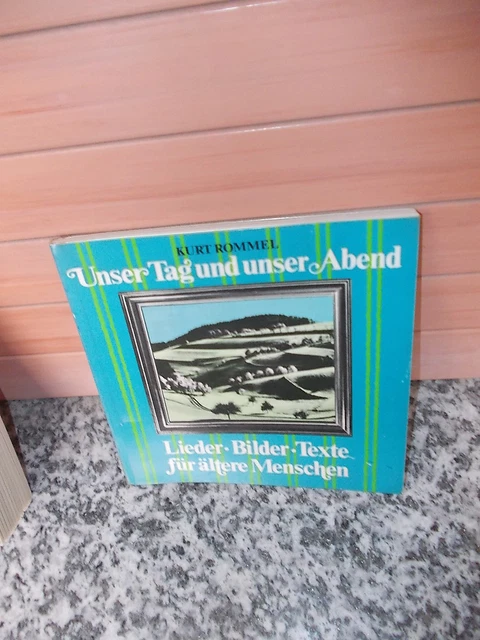 KURT ROMMEL
Unser Tag und unser Abend
Lieder · Bilder · Texte
für ältere Menschen